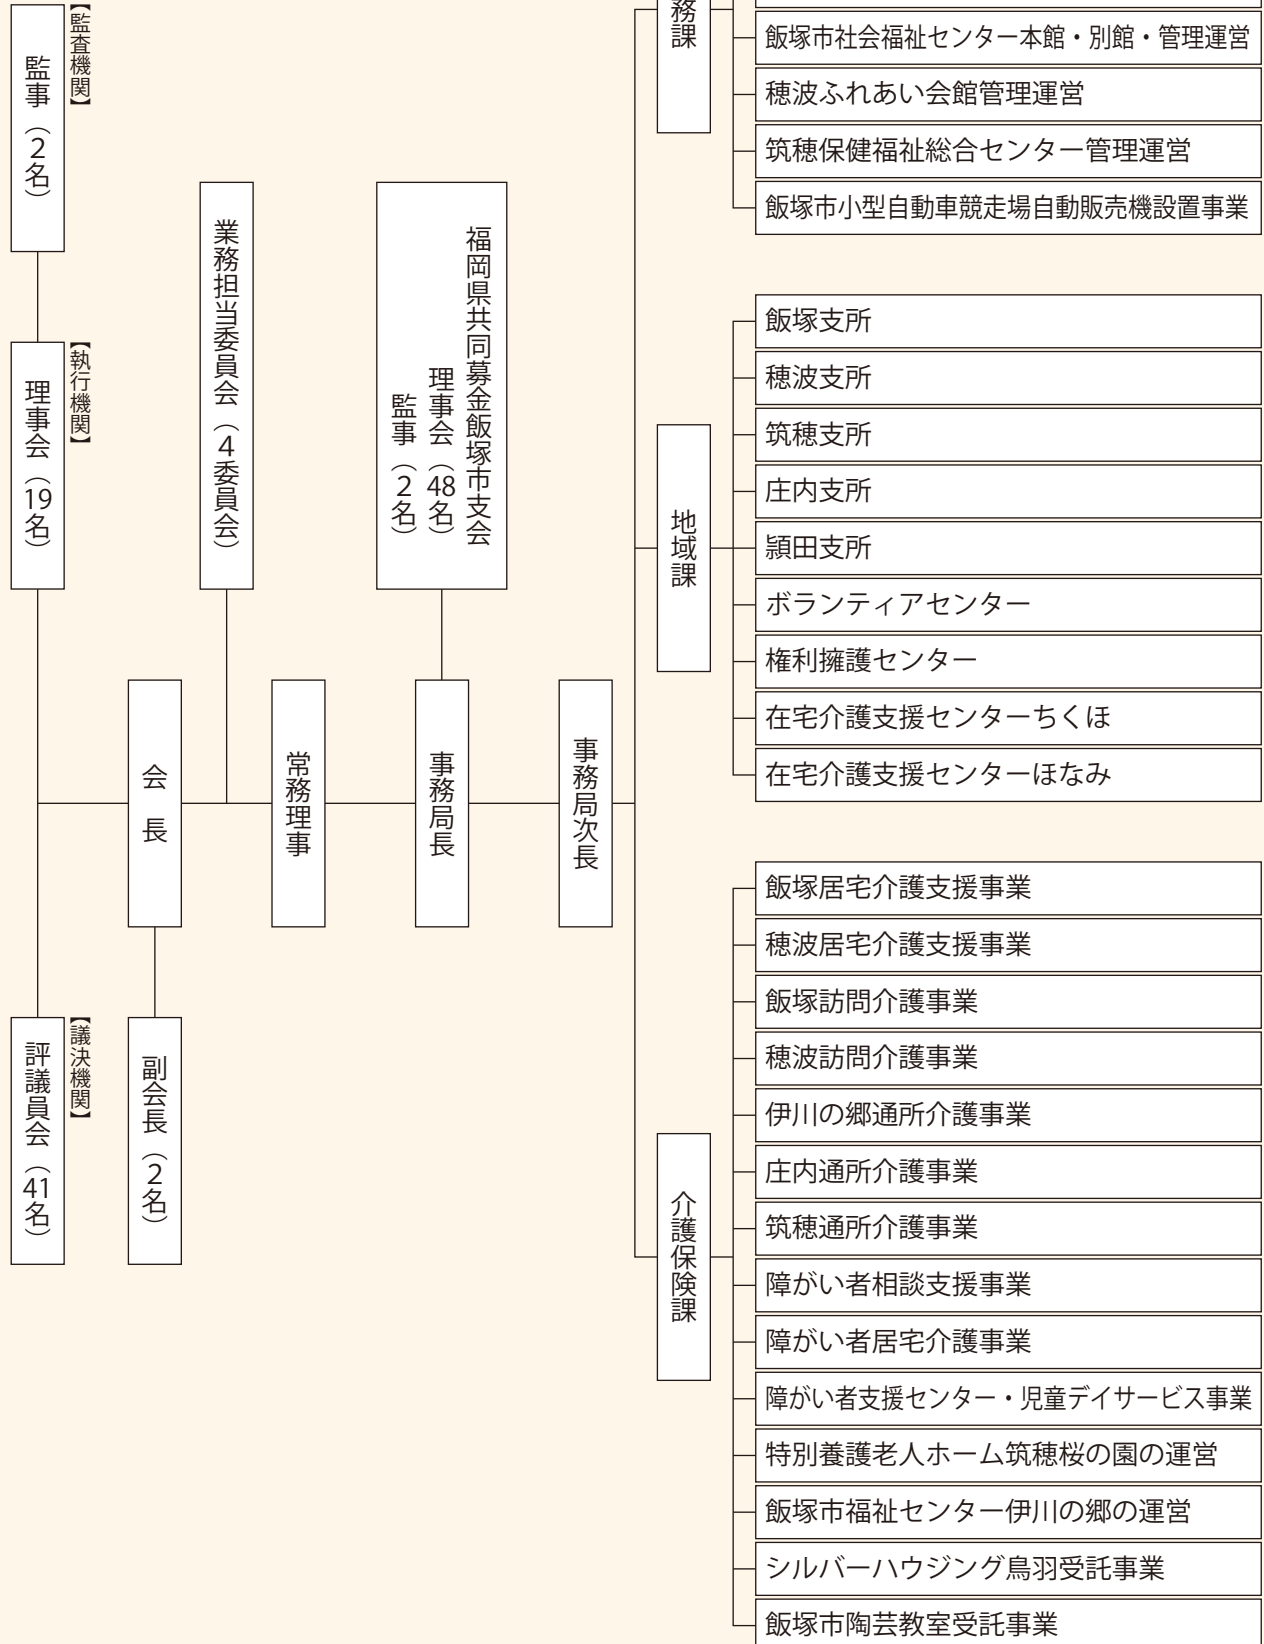 【監査機関】
監事（2名）
【執行機関】
理事会（19名）
【議決機関】
評議員会（41名）
会長
副会長（2名）
業務担当委員会（4委員会）
常務理事
福岡県共同募金飯塚市支会
理事会（48名）
監事（2名）
事務局長
事務局次長
務課
飯塚市社会福祉センター本館・別館・管理運営
穂波ふれあい会館管理運営
筑穂保健福祉総合センター管理運営
飯塚市小型自動車競走場自動販売機設置事業
地域課
飯塚支所
穂波支所
筑穂支所
庄内支所
頴田支所
ボランティアセンター
権利擁護センター
在宅介護支援センターちくほ
在宅介護支援センターほなみ
介護保険課
飯塚居宅介護支援事業
穂波居宅介護支援事業
飯塚訪問介護事業
穂波訪問介護事業
伊川の郷通所介護事業
庄内通所介護事業
筑穂通所介護事業
障がい者相談支援事業
障がい者居宅介護事業
障がい者支援センター・児童デイサービス事業
特別養護老人ホーム筑穂桜の園の運営
飯塚市福祉センター伊川の郷の運営
シルバーハウジング鳥羽受託事業
飯塚市陶芸教室受託事業